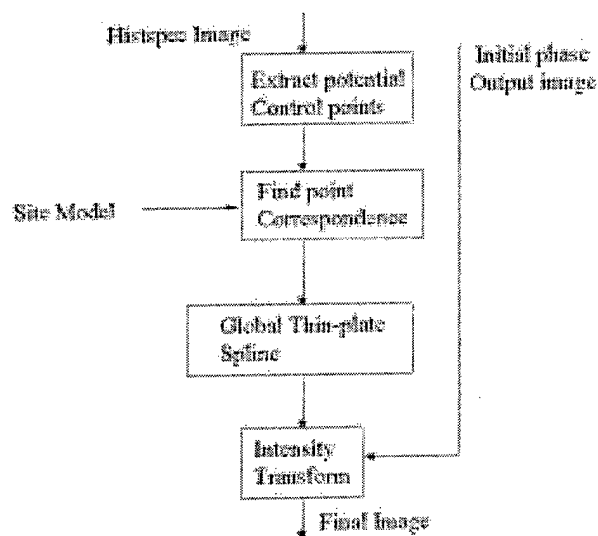 Histspec Image
Initial phase
Output image
Extract potential
Control points
Find point
Correspondence
Site Model
Global Thin-plate
Spline
Intensity
Transform
Final Image